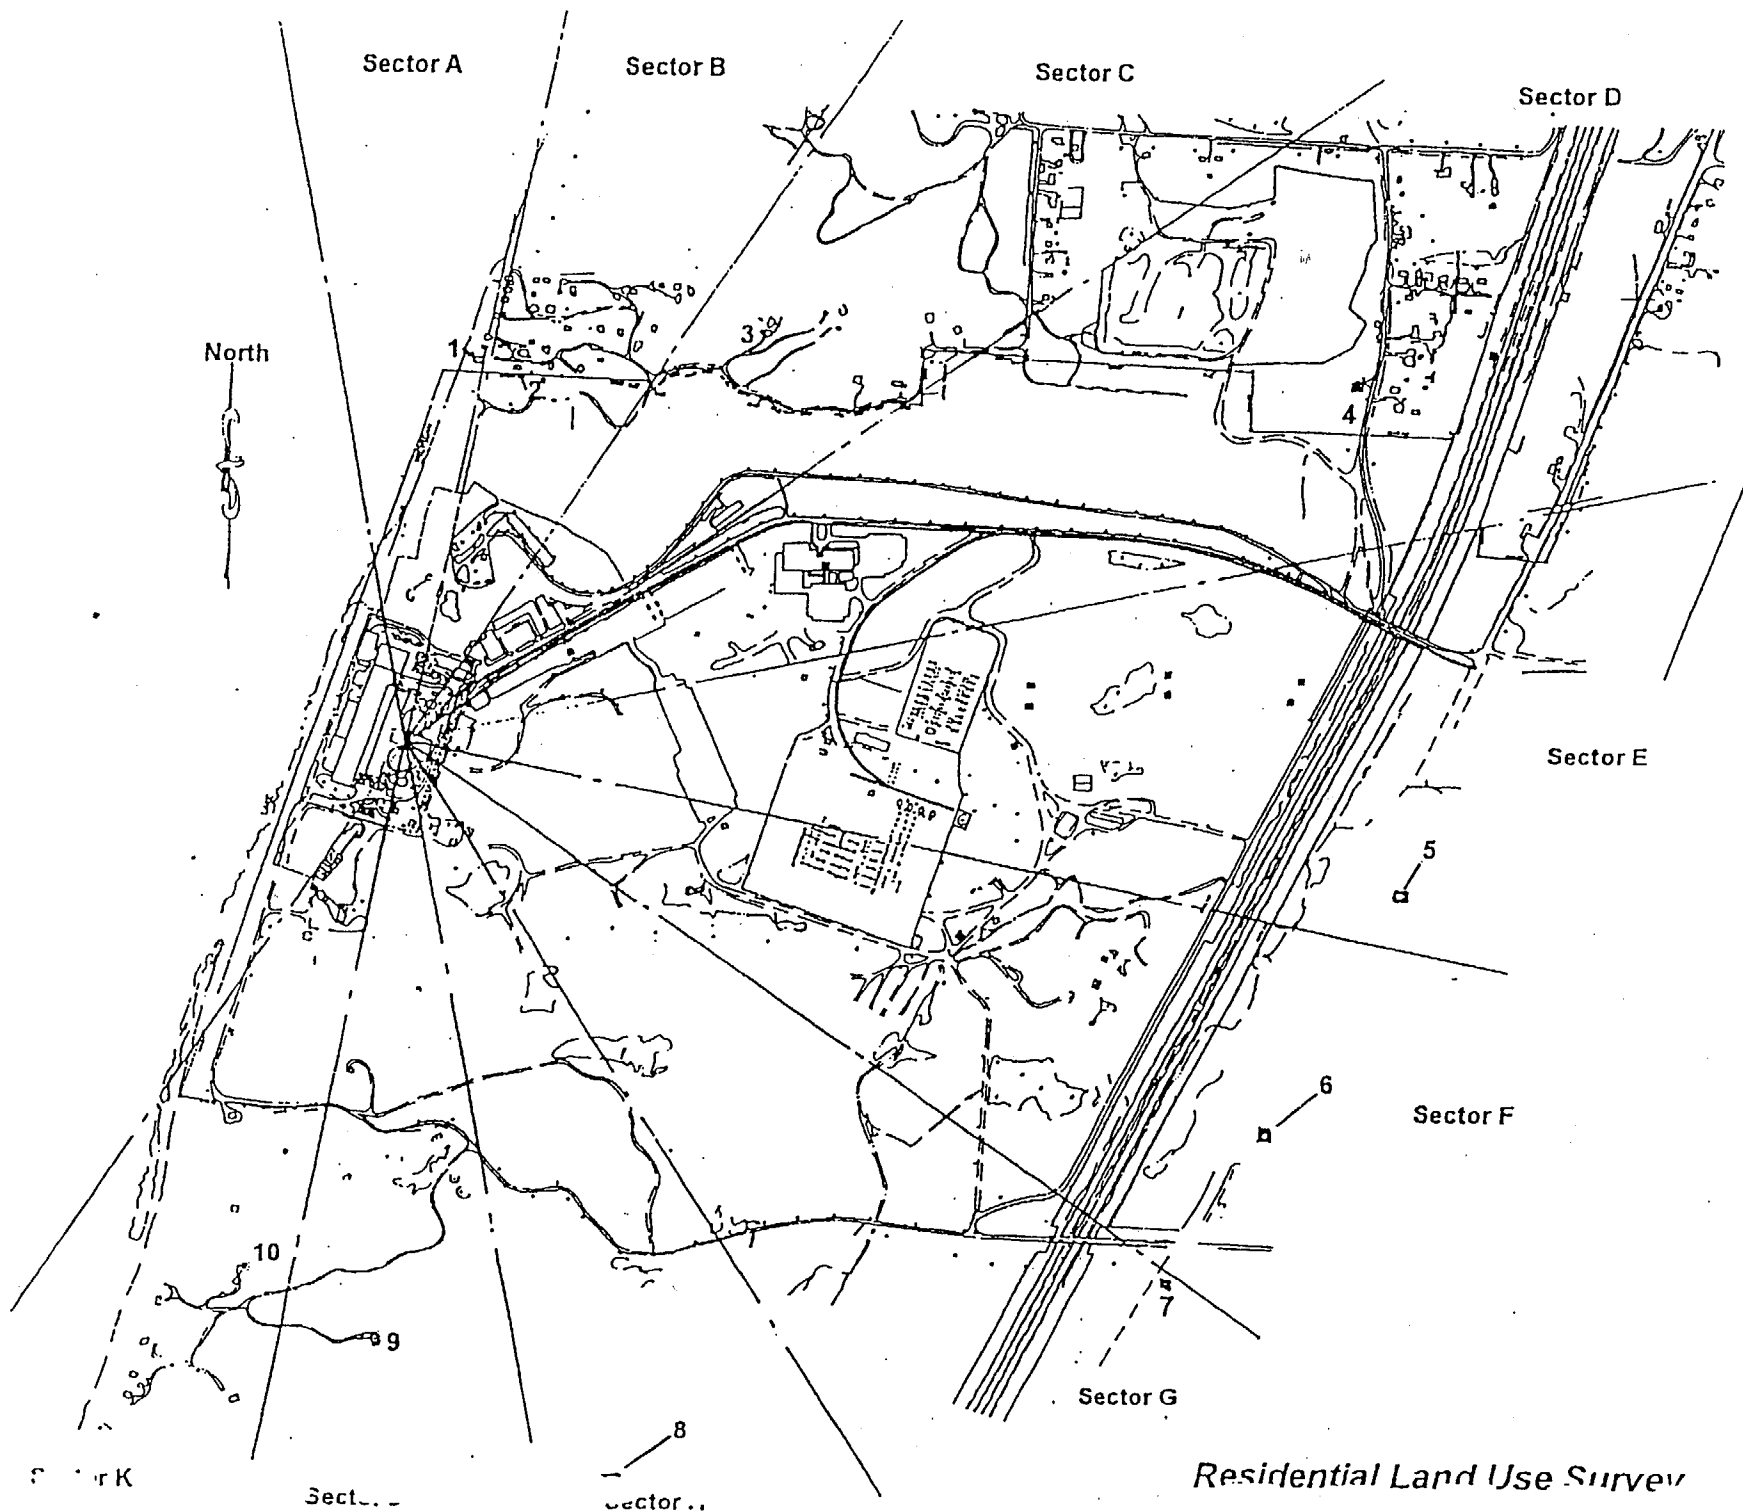 Sector A
Sector B
Sector C
Sector D
North
1
3
4
Sector E
5
6
Sector F
10
7
9
Sector G
8
K
Residential Land Use Survey